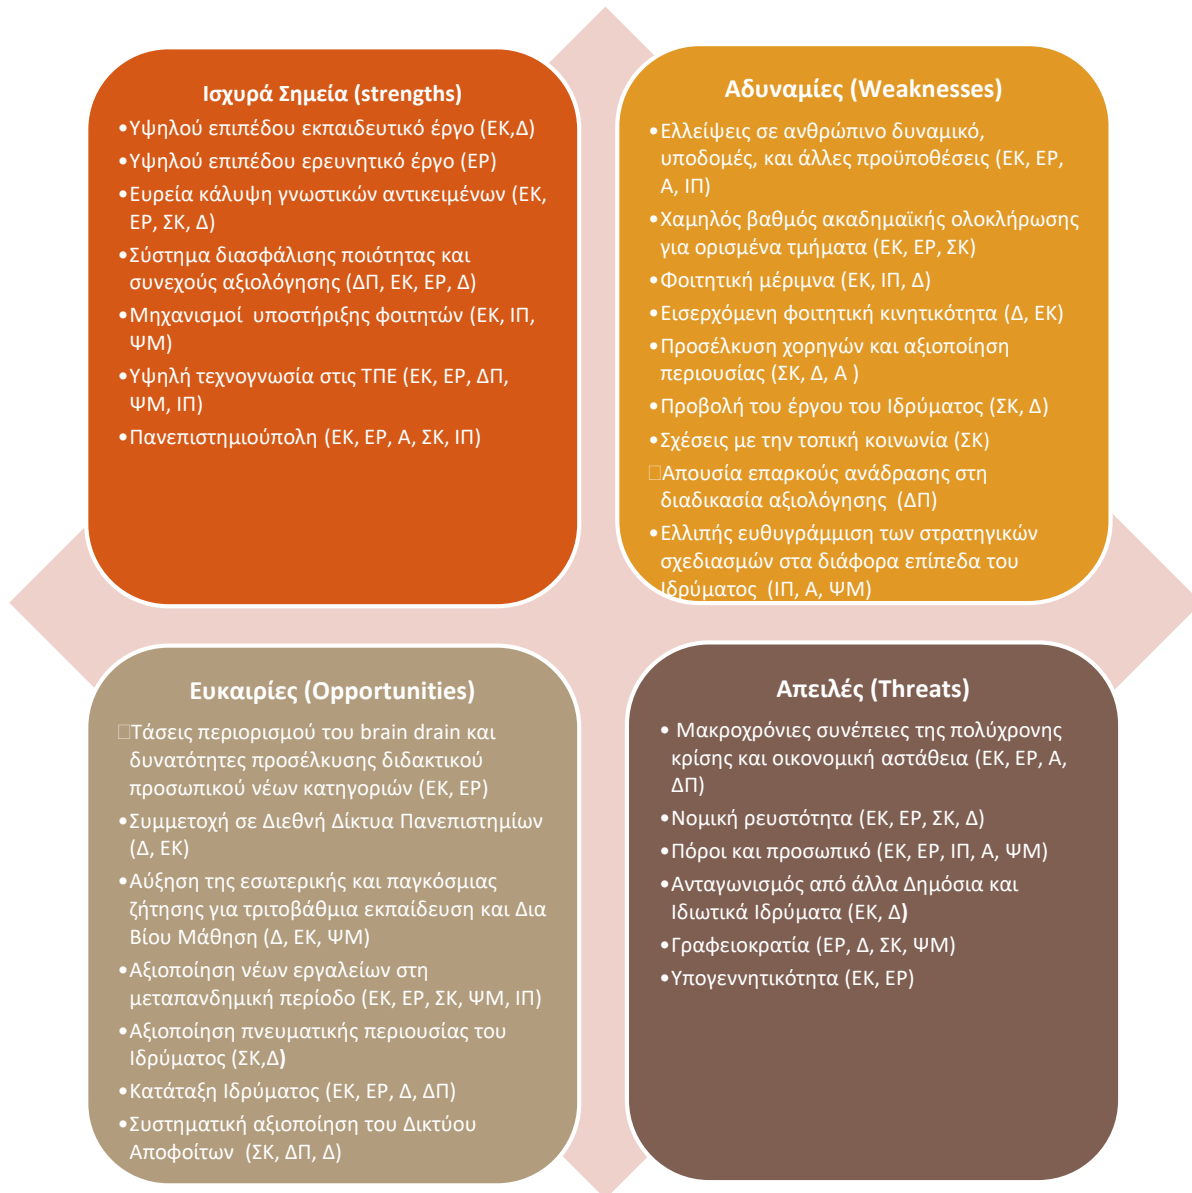 Ισχυρά Σημεία (strengths)
•Υψηλού επιπέδου εκπαιδευτικό έργο (ΕΚ,Δ)
•Υψηλού επιπέδου ερευνητικό έργο (ΕΡ)
•Ευρεία κάλυψη γνωστικών αντικειμένων (ΕΚ,
ΕΡ, ΣΚ, Δ)
•Σύστημα διασφάλισης ποιότητας και
συνεχούς αξιολόγησης (ΔΠ, ΕΚ, ΕΡ, Δ)
•Μηχανισμοί  υποστήριξης φοιτητών (ΕΚ, ΙΠ,
ΨΜ)
•Υψηλή τεχνογνωσία στις ΤΠΕ (ΕΚ, ΕΡ, ΔΠ,
ΨΜ, ΙΠ)
•Πανεπιστημιούπολη (ΕΚ, ΕΡ, Α, ΣΚ, ΙΠ)
Αδυναμίες (Weaknesses)
•Ελλείψεις σε ανθρώπινο δυναμικό,
υποδομές, και άλλες προϋποθέσεις (ΕΚ, ΕΡ,
Α, ΙΠ)
•Χαμηλός βαθμός ακαδημαϊκής ολοκλήρωσης
για ορισμένα τμήματα (ΕΚ, ΕΡ, ΣΚ)
•Φοιτητική μέριμνα (ΕΚ, ΙΠ, Δ)
•Εισερχόμενη φοιτητική κινητικότητα (Δ, ΕΚ)
•Προσέλκυση χορηγών και αξιοποίηση
περιουσίας (ΣΚ, Δ, Α )
•Προβολή του έργου του Ιδρύματος (ΣΚ, Δ)
•Σχέσεις με την τοπική κοινωνία (ΣΚ)
□Απουσία επαρκούς ανάδρασης στη
διαδικασία αξιολόγησης  (ΔΠ)
•Ελλιπής ευθυγράμμιση των στρατηγικών
σχεδιασμών στα διάφορα επίπεδα του
Ιδρύματος  (ΙΠ, Α, ΨΜ)
Ευκαιρίες (Opportunities)
□Τάσεις περιορισμού του brain drain και
δυνατότητες προσέλκυσης διδακτικού
προσωπικού νέων κατηγοριών (ΕΚ, ΕΡ)
•Συμμετοχή σε Διεθνή Δίκτυα Πανεπιστημίων
(Δ, ΕΚ)
•Αύξηση της εσωτερικής και παγκόσμιας
ζήτησης για τριτοβάθμια εκπαίδευση και Δια
Βίου Μάθηση (Δ, ΕΚ, ΨΜ)
•Αξιοποίηση νέων εργαλείων στη
μεταπανδημική περίοδο (ΕΚ, ΕΡ, ΣΚ, ΨΜ, ΙΠ)
•Αξιοποίηση πνευματικής περιουσίας του
Ιδρύματος (ΣΚ,Δ)
•Κατάταξη Ιδρύματος (ΕΚ, ΕΡ, Δ, ΔΠ)
•Συστηματική αξιοποίηση του Δικτύου
Αποφοίτων  (ΣΚ, ΔΠ, Δ)
Απειλές (Threats)
• Μακροχρόνιες συνέπειες της πολύχρονης
κρίσης και οικονομική αστάθεια (ΕΚ, ΕΡ, Α,
ΔΠ)
•Νομική ρευστότητα (ΕΚ, ΕΡ, ΣΚ, Δ)
•Πόροι και προσωπικό (ΕΚ, ΕΡ, ΙΠ, Α, ΨΜ)
•Ανταγωνισμός από άλλα Δημόσια και
Ιδιωτικά Ιδρύματα (ΕΚ, Δ)
•Γραφειοκρατία (ΕΡ, Δ, ΣΚ, ΨΜ)
•Υπογεννητικότητα (ΕΚ, ΕΡ)